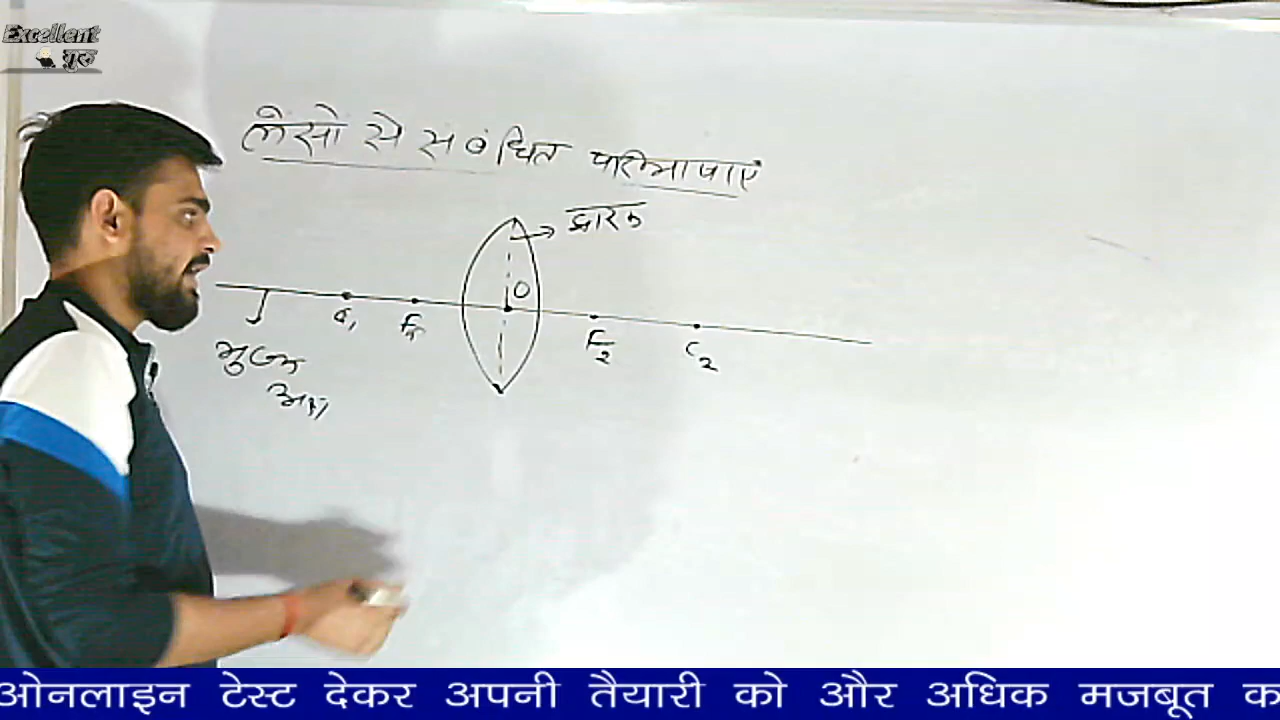 Excellent
गुरु
लेंसो से संबंधित परिभाषाएं
द्वारक
O
C₁ F₁ F₂ C₂
मुख्य
अक्ष
ओनलाइन टेस्ट देकर अपनी तैयारी को और अधिक मजबूत क